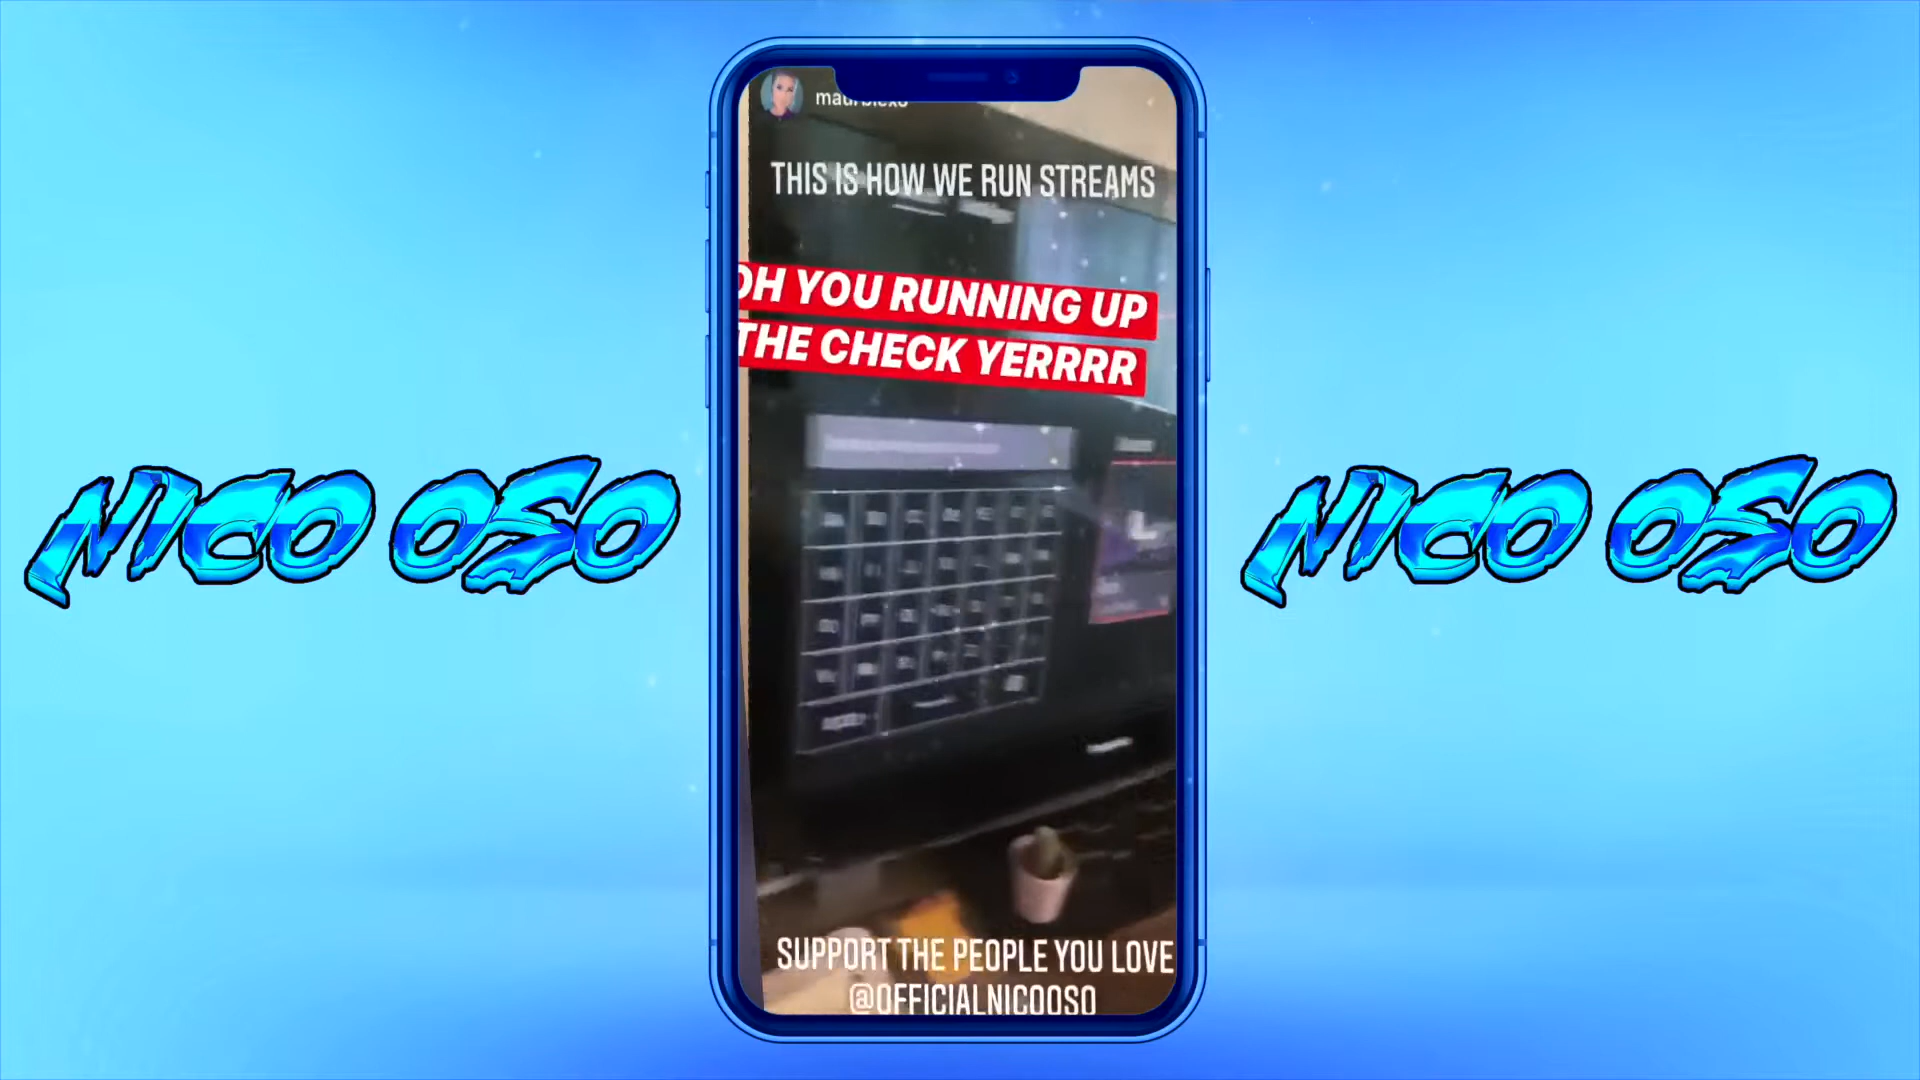 THIS IS HOW WE RUN STREAMS
OH YOU RUNNING UP
THE CHECK YERRRR
NICO OSO
NICO OSO
SUPPORT THE PEOPLE YOU LOVE
@OFFICIALNICOOSO